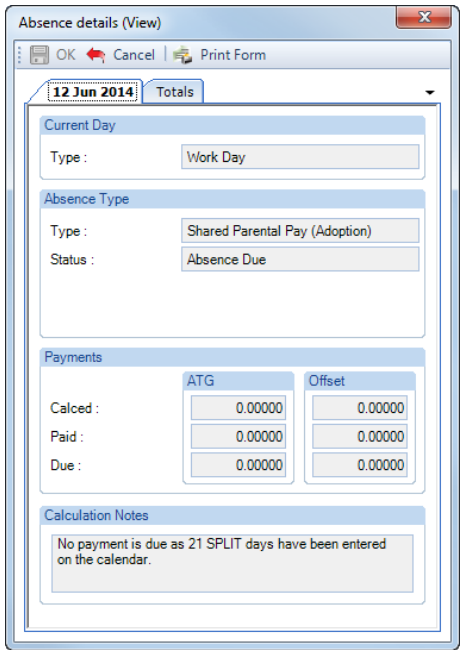 Absence details (View)
OK Cancel Print Form
12 Jun 2014 Totals
Current Day
Type : Work Day
Absence Type
Type : Shared Parental Pay (Adoption)
Status : Absence Due
Payments
ATG Offset
Calced : 0.00000 0.00000
Paid : 0.00000 0.00000
Due : 0.00000 0.00000
Calculation Notes
No payment is due as 21 SPLIT days have been entered
on the calendar.